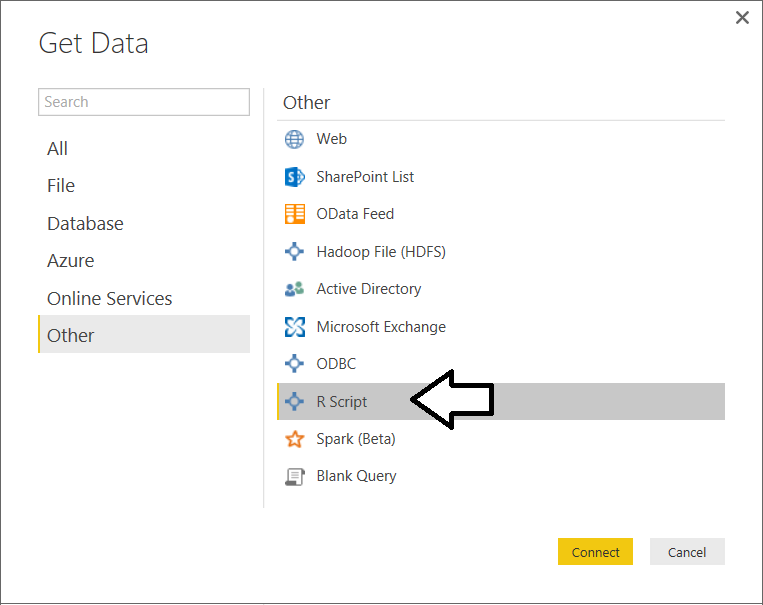 Get Data
Search
All
File
Database
Azure
Online Services
Other
Other
Web
SharePoint List
OData Feed
Hadoop File (HDFS)
Active Directory
Microsoft Exchange
ODBC
R Script
Spark (Beta)
Blank Query
Connect
Cancel